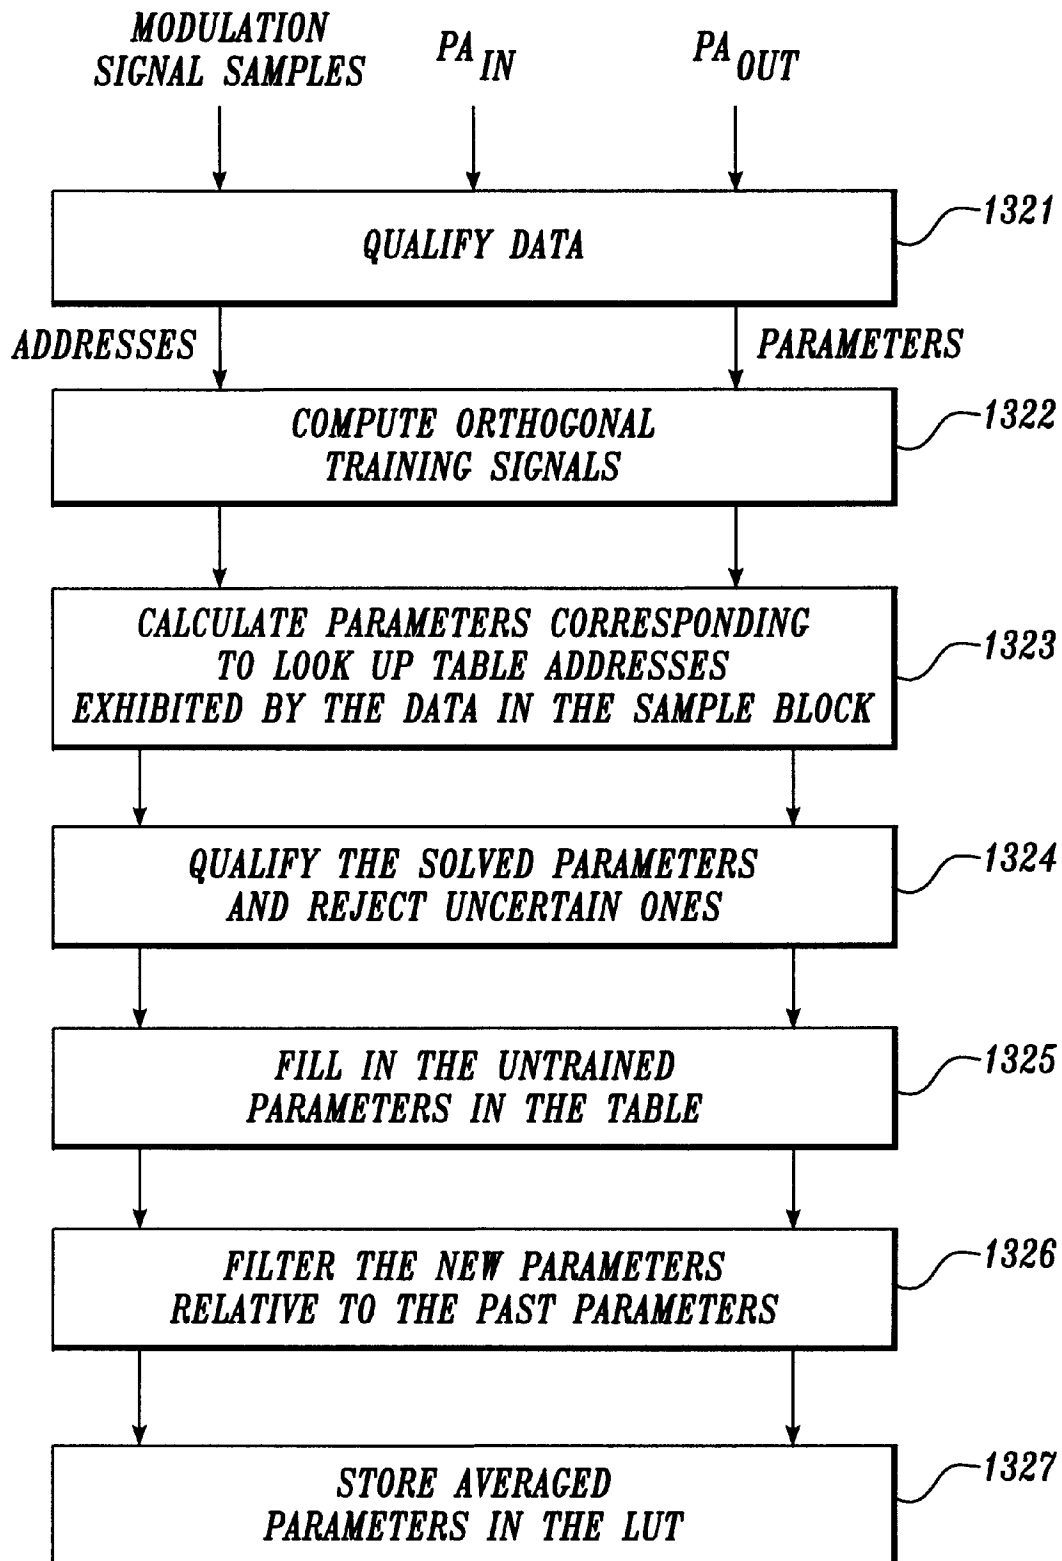 MODULATION
SIGNAL SAMPLES
PA IN
PA OUT
QUALIFY DATA
1321
ADDRESSES
PARAMETERS
COMPUTE ORTHOGONAL
TRAINING SIGNALS
1322
CALCULATE PARAMETERS CORRESPONDING
TO LOOK UP TABLE ADDRESSES
EXHIBITED BY THE DATA IN THE SAMPLE BLOCK
1323
QUALIFY THE SOLVED PARAMETERS
AND REJECT UNCERTAIN ONES
1324
FILL IN THE UNTRAINED
PARAMETERS IN THE TABLE
1325
FILTER THE NEW PARAMETERS
RELATIVE TO THE PAST PARAMETERS
1326
STORE AVERAGED
PARAMETERS IN THE LUT
1327